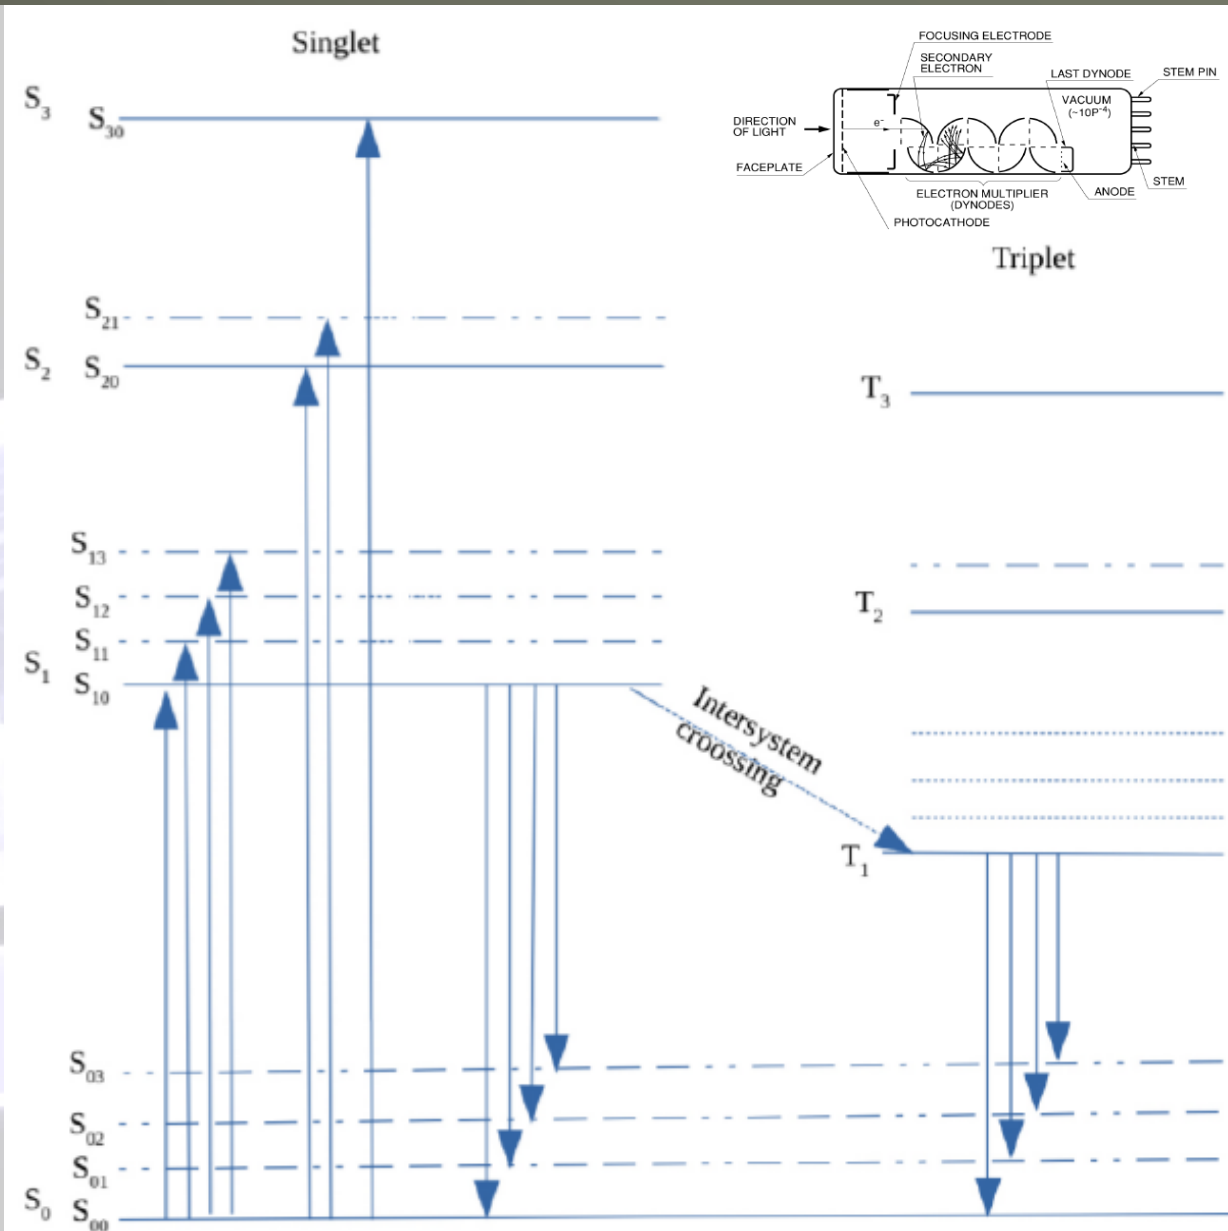 Singlet
FOCUSING ELECTRODE
SECONDARY
ELECTRON
LAST DYNODE
STEM PIN
VACUUM
(~10P⁻⁴)
DIRECTION
OF LIGHT
e⁻
FACEPLATE
STEM
ANODE
ELECTRON MULTIPLIER
(DYNODES)
PHOTOCATHODE
Triplet
S₃
S₃₀
S₂₁
S₂
S₂₀
T₃
S₁₃
S₁₂
T₂
S₁₁
S₁
S₁₀
Intersystem
croossing
T₁
S₀₃
S₀₂
S₀₁
S₀
S₀₀